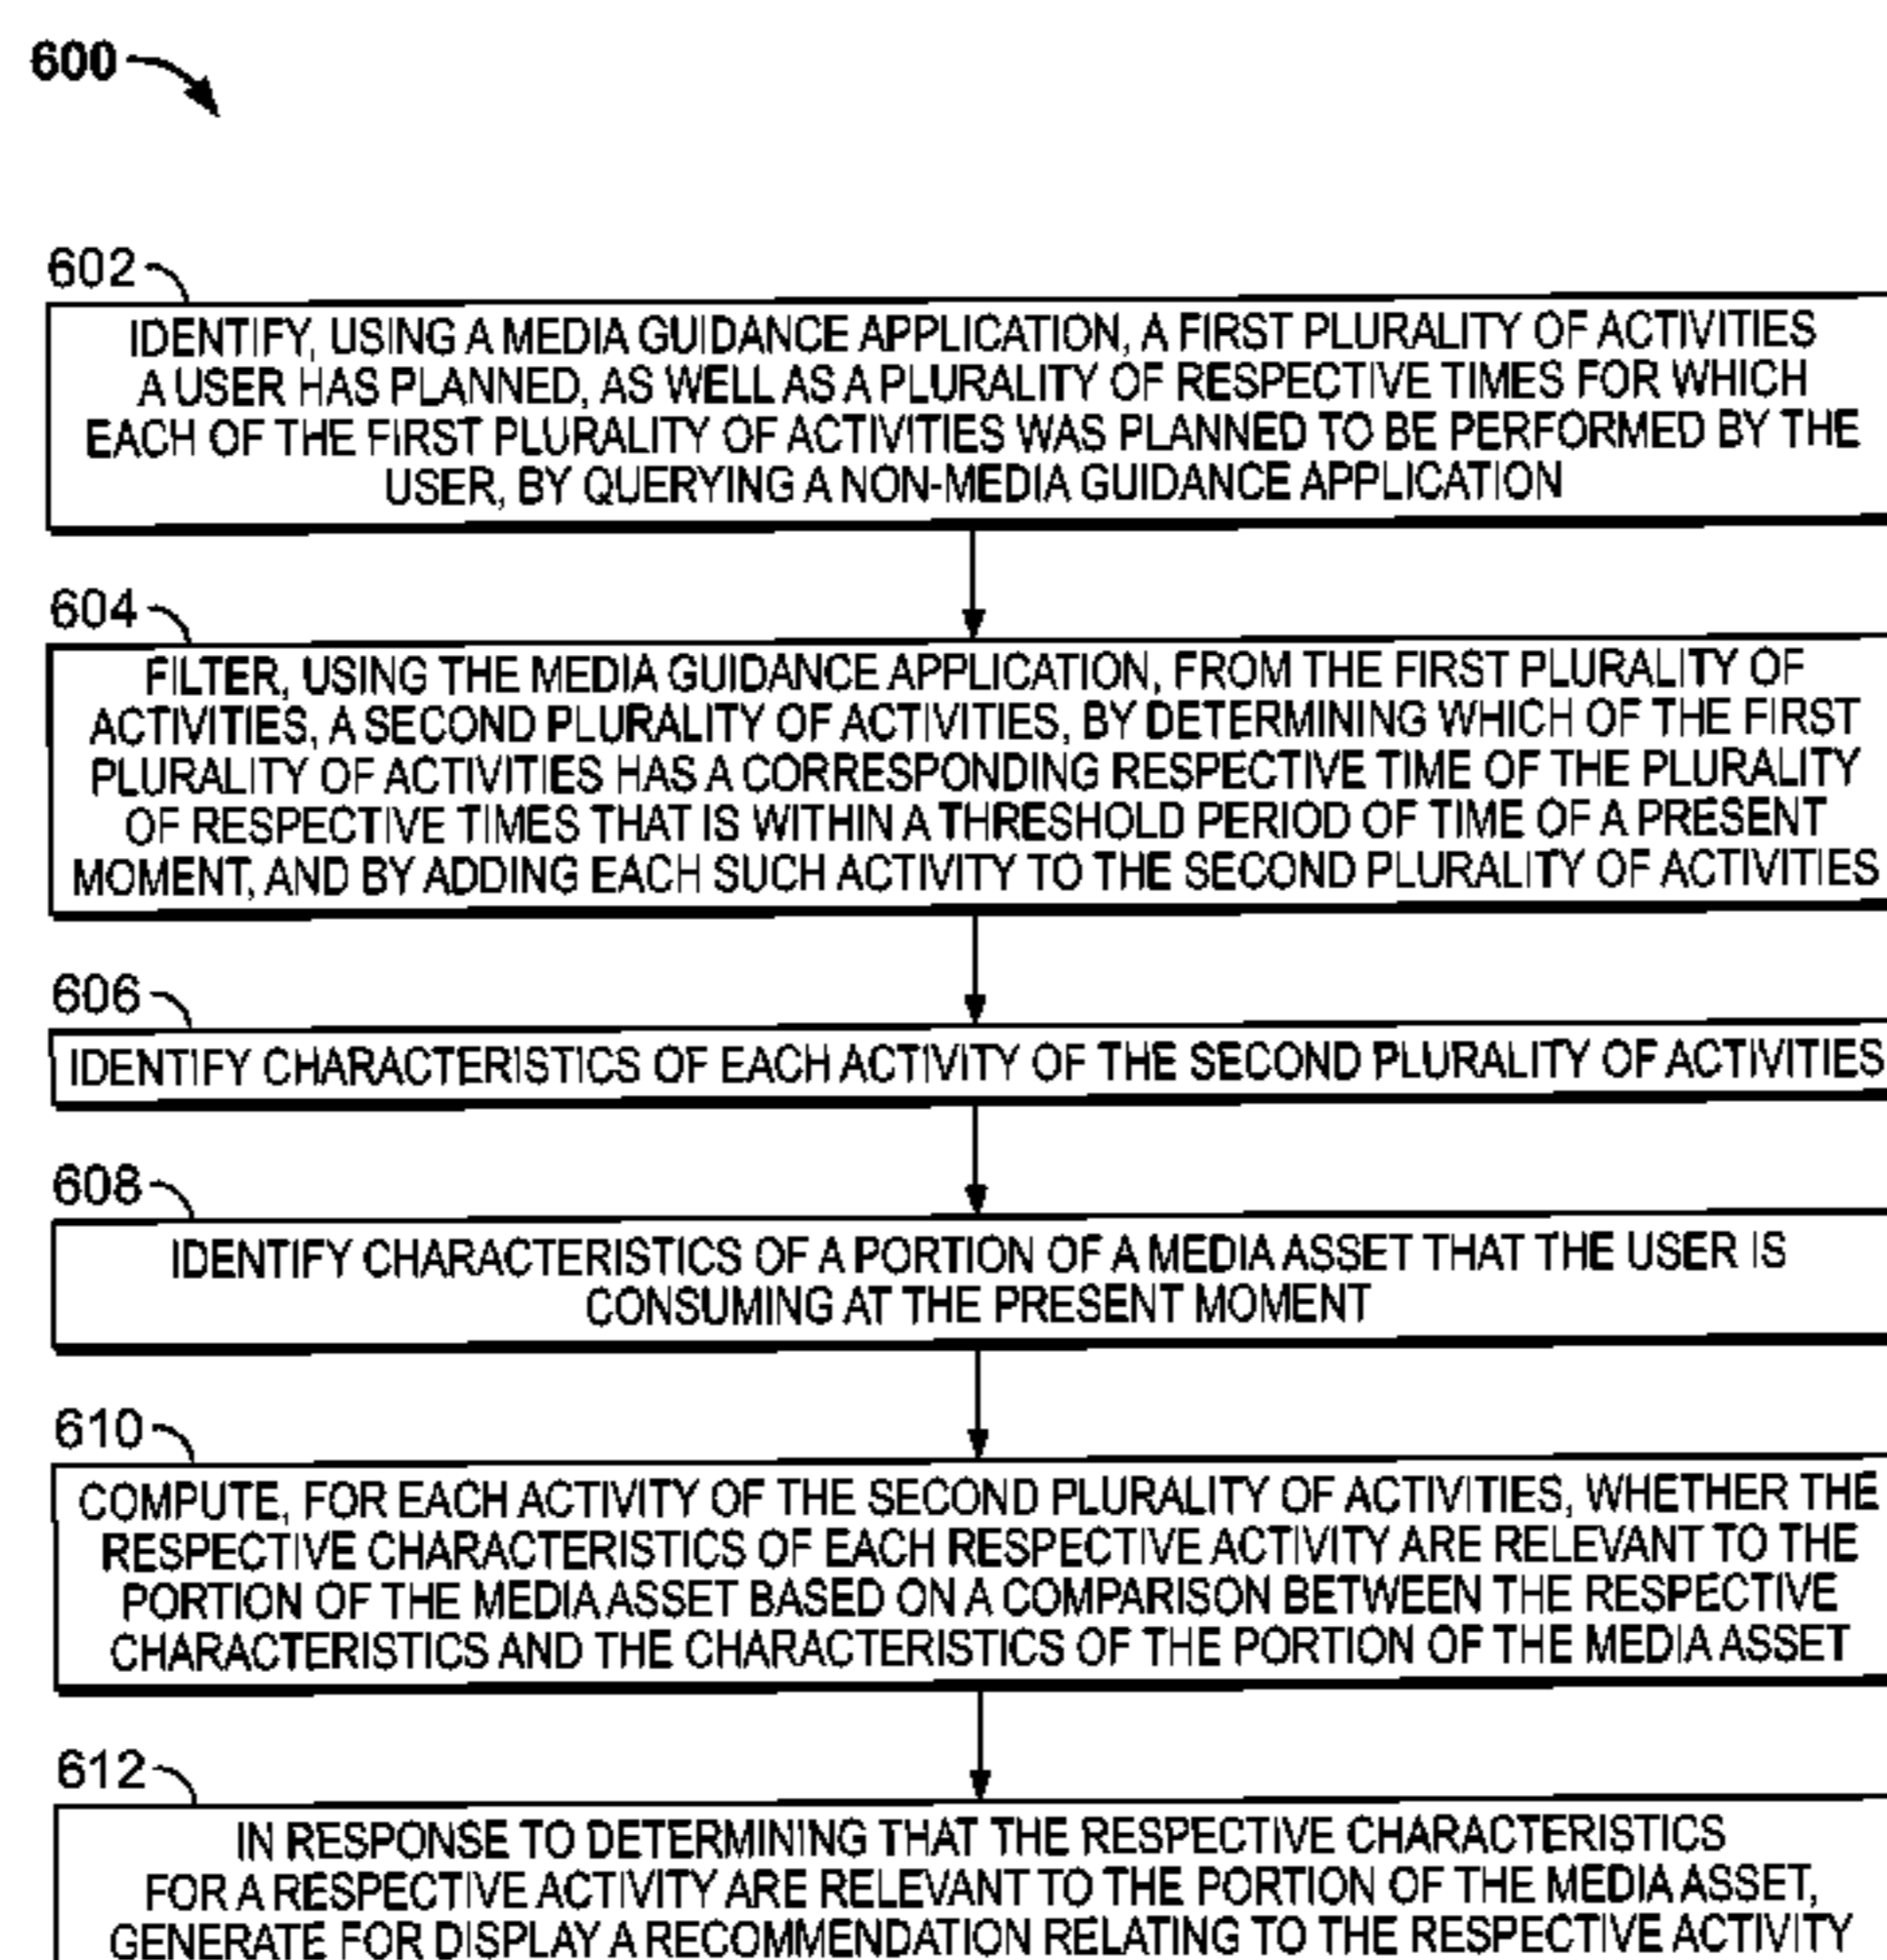 600
602
IDENTIFY, USING A MEDIA GUIDANCE APPLICATION, A FIRST PLURALITY OF ACTIVITIES
A USER HAS PLANNED, AS WELL AS A PLURALITY OF RESPECTIVE TIMES FOR WHICH
EACH OF THE FIRST PLURALITY OF ACTIVITIES WAS PLANNED TO BE PERFORMED BY THE
USER, BY QUERYING A NON-MEDIA GUIDANCE APPLICATION
604
FILTER, USING THE MEDIA GUIDANCE APPLICATION, FROM THE FIRST PLURALITY OF
ACTIVITIES, A SECOND PLURALITY OF ACTIVITIES, BY DETERMINING WHICH OF THE FIRST
PLURALITY OF ACTIVITIES HAS A CORRESPONDING RESPECTIVE TIME OF THE PLURALITY
OF RESPECTIVE TIMES THAT IS WITHIN A THRESHOLD PERIOD OF TIME OF A PRESENT
MOMENT, AND BY ADDING EACH SUCH ACTIVITY TO THE SECOND PLURALITY OF ACTIVITIES
606
IDENTIFY CHARACTERISTICS OF EACH ACTIVITY OF THE SECOND PLURALITY OF ACTIVITIES
608
IDENTIFY CHARACTERISTICS OF A PORTION OF A MEDIA ASSET THAT THE USER IS
CONSUMING AT THE PRESENT MOMENT
610
COMPUTE, FOR EACH ACTIVITY OF THE SECOND PLURALITY OF ACTIVITIES, WHETHER THE
RESPECTIVE CHARACTERISTICS OF EACH RESPECTIVE ACTIVITY ARE RELEVANT TO THE
PORTION OF THE MEDIA ASSET BASED ON A COMPARISON BETWEEN THE RESPECTIVE
CHARACTERISTICS AND THE CHARACTERISTICS OF THE PORTION OF THE MEDIA ASSET
612
IN RESPONSE TO DETERMINING THAT THE RESPECTIVE CHARACTERISTICS
FOR A RESPECTIVE ACTIVITY ARE RELEVANT TO THE PORTION OF THE MEDIA ASSET,
GENERATE FOR DISPLAY A RECOMMENDATION RELATING TO THE RESPECTIVE ACTIVITY